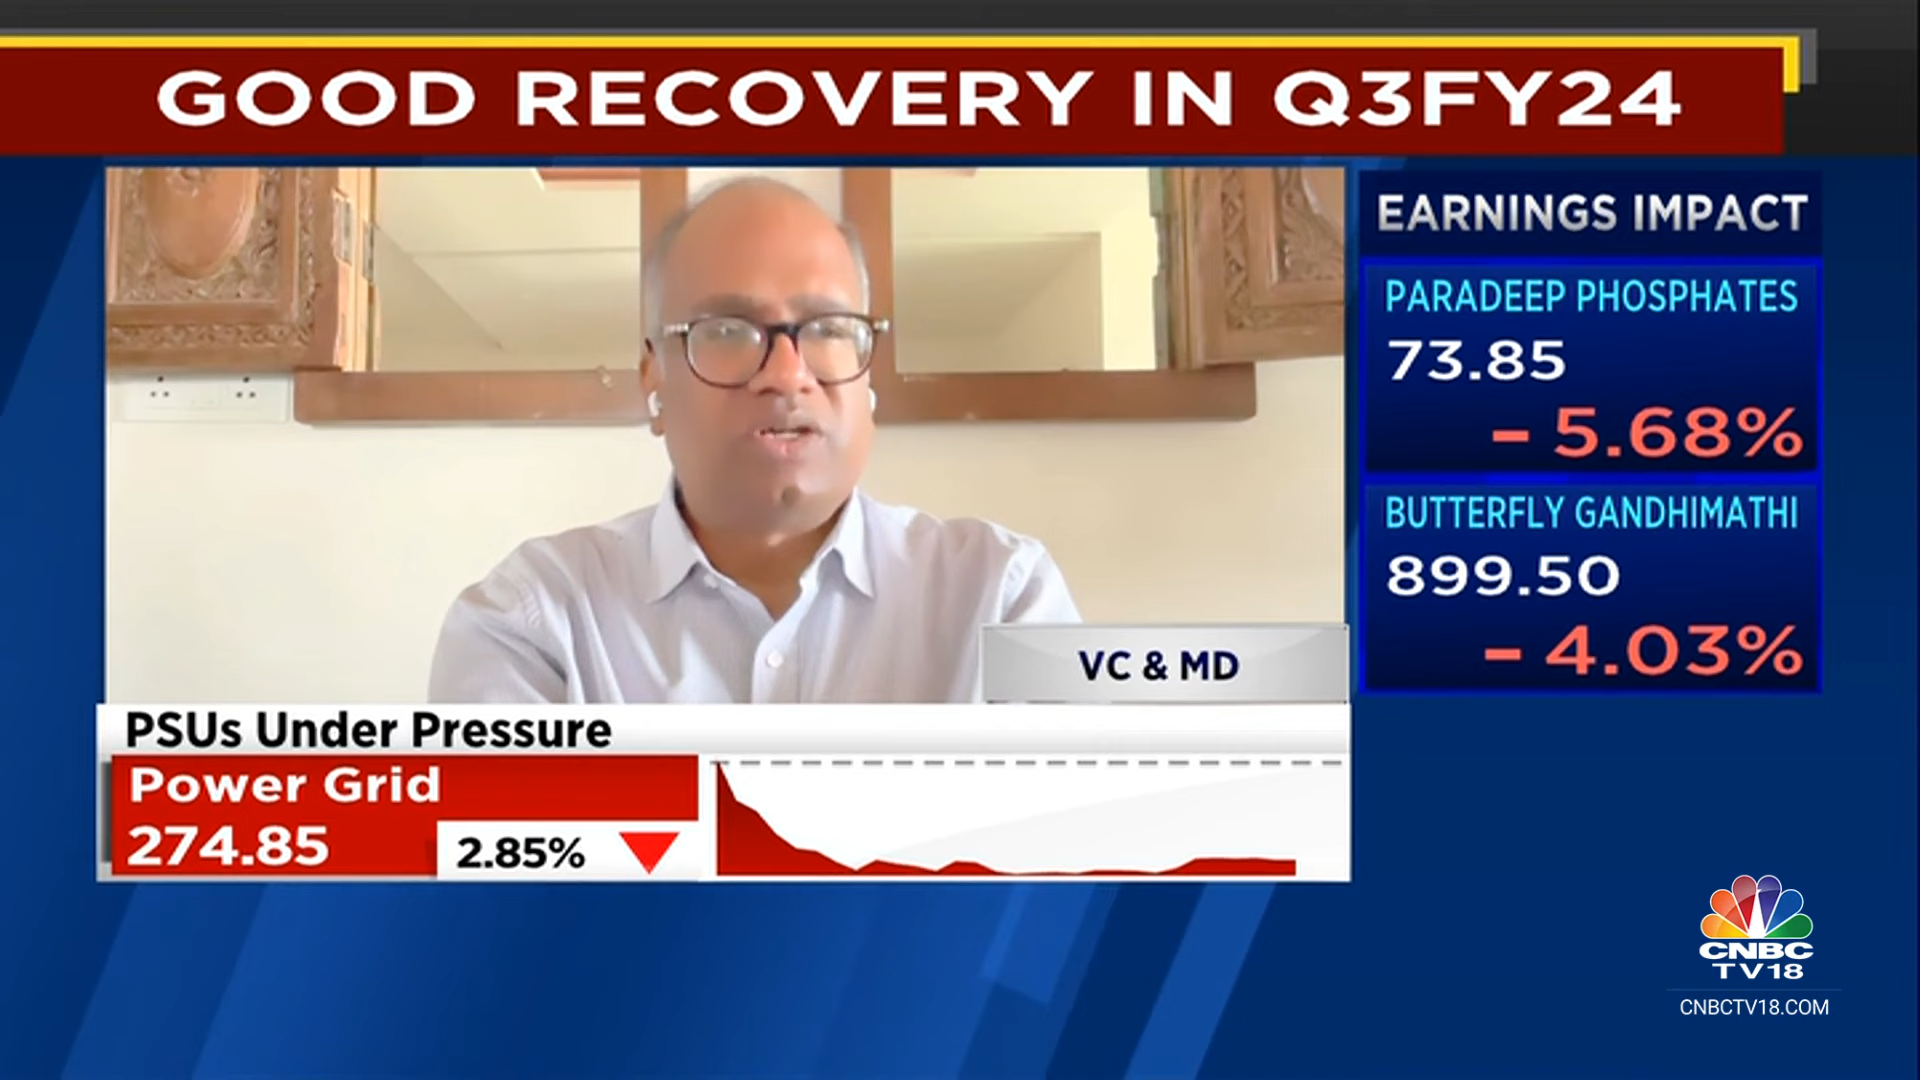 GOOD RECOVERY IN Q3FY24
EARNINGS IMPACT
PARADEEP PHOSPHATES
73.85
- 5.68%
BUTTERFLY GANDHIMATHI
899.50
- 4.03%
VC & MD
PSUs Under Pressure
Power Grid
274.85
2.85%
CNBC
TV18
CNBCTV18.COM